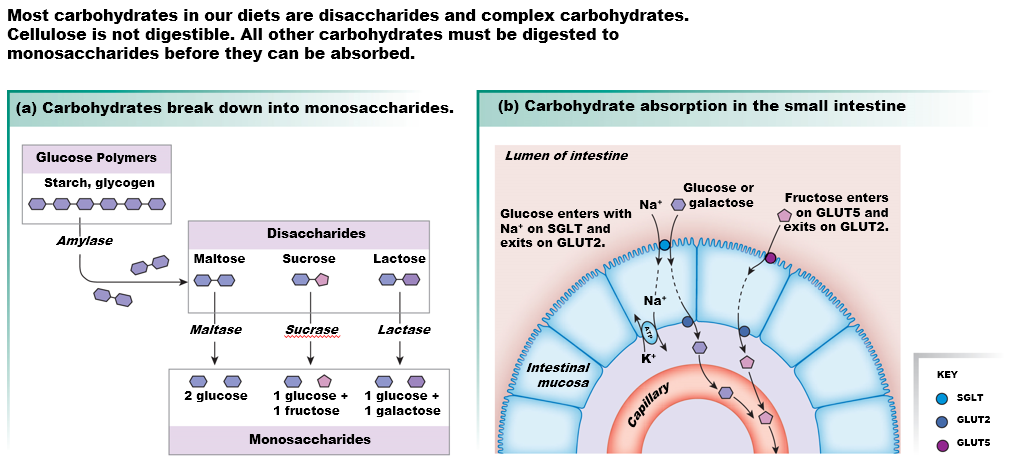 Most carbohydrates in our diets are disaccharides and complex carbohydrates.
Cellulose is not digestible. All other carbohydrates must be digested to
monosaccharides before they can be absorbed.
(a) Carbohydrates break down into monosaccharides.
Glucose Polymers
Starch, glycogen
Amylase
Disaccharides
Maltose
Sucrose
Lactose
Maltase
Sucrase
Lactase
2 glucose
1 glucose +
1 fructose
1 glucose +
1 galactose
Monosaccharides
(b) Carbohydrate absorption in the small intestine
Lumen of intestine
Glucose enters with
Na⁺ on SGLT and
exits on GLUT2.
Na⁺
Glucose or
galactose
Fructose enters
on GLUT5 and
exits on GLUT2.
Na⁺
ATP
K⁺
Intestinal
mucosa
Capillary
KEY
SGLT
GLUT2
GLUT5